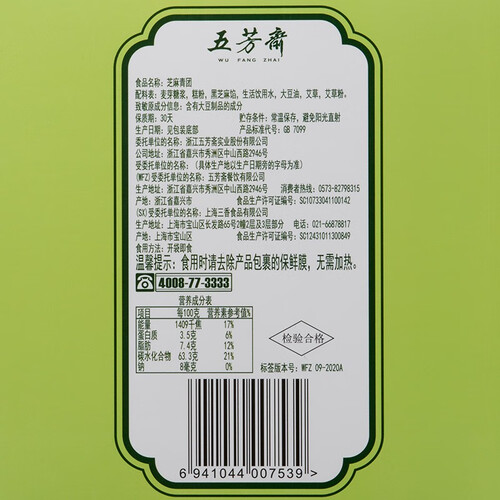 五芳斋
WU FANG ZHAI
食品名称：芝麻青团
配料表：麦芽糖浆，糕粉，黑芝麻馅，生活饮用水，大豆油，艾草，艾草粉。
致敏原成分信息：含有大豆制品的成分
保质期：30天 贮存条件：常温保存，避免阳光直射
生产日期：见包装底部 产品标准代号：GB 7099
委托单位的名称：浙江五芳斋实业股份有限公司
公司地址：浙江省嘉兴市秀洲区中山西路2946号
受委托单位的名称：（具体生产地以生产日期旁的字母为准）
(WFZ)受委托单位的名称：五芳斋餐饮有限公司
生产地址：浙江省嘉兴市秀洲区中山西路2946号 消费者热线：0573-82798315
产地：浙江省嘉兴市 食品生产许可证编号：SC10733041100142
(SX)受委托单位的名称：上海三香食品有限公司
生产地址：上海市宝山区长发路65号2幢2层及3层部分 电话：021-66878817
产地：上海市宝山区 食品生产许可证编号：SC12431011300849
食用方法：开袋即食
温馨提示：食用时请去除产品包裹的保鲜膜，无需加热。
4008-77-3333
营养成分表
项目 每100克 营养素参考值%
能量 1409千焦 17%
蛋白质 3.5克 6%
脂肪 7.4克 12%
碳水化合物 63.3克 21%
钠 8毫克 0%
检验合格
标签版本号：WFZ 09-2020A
6 941044 007539 >